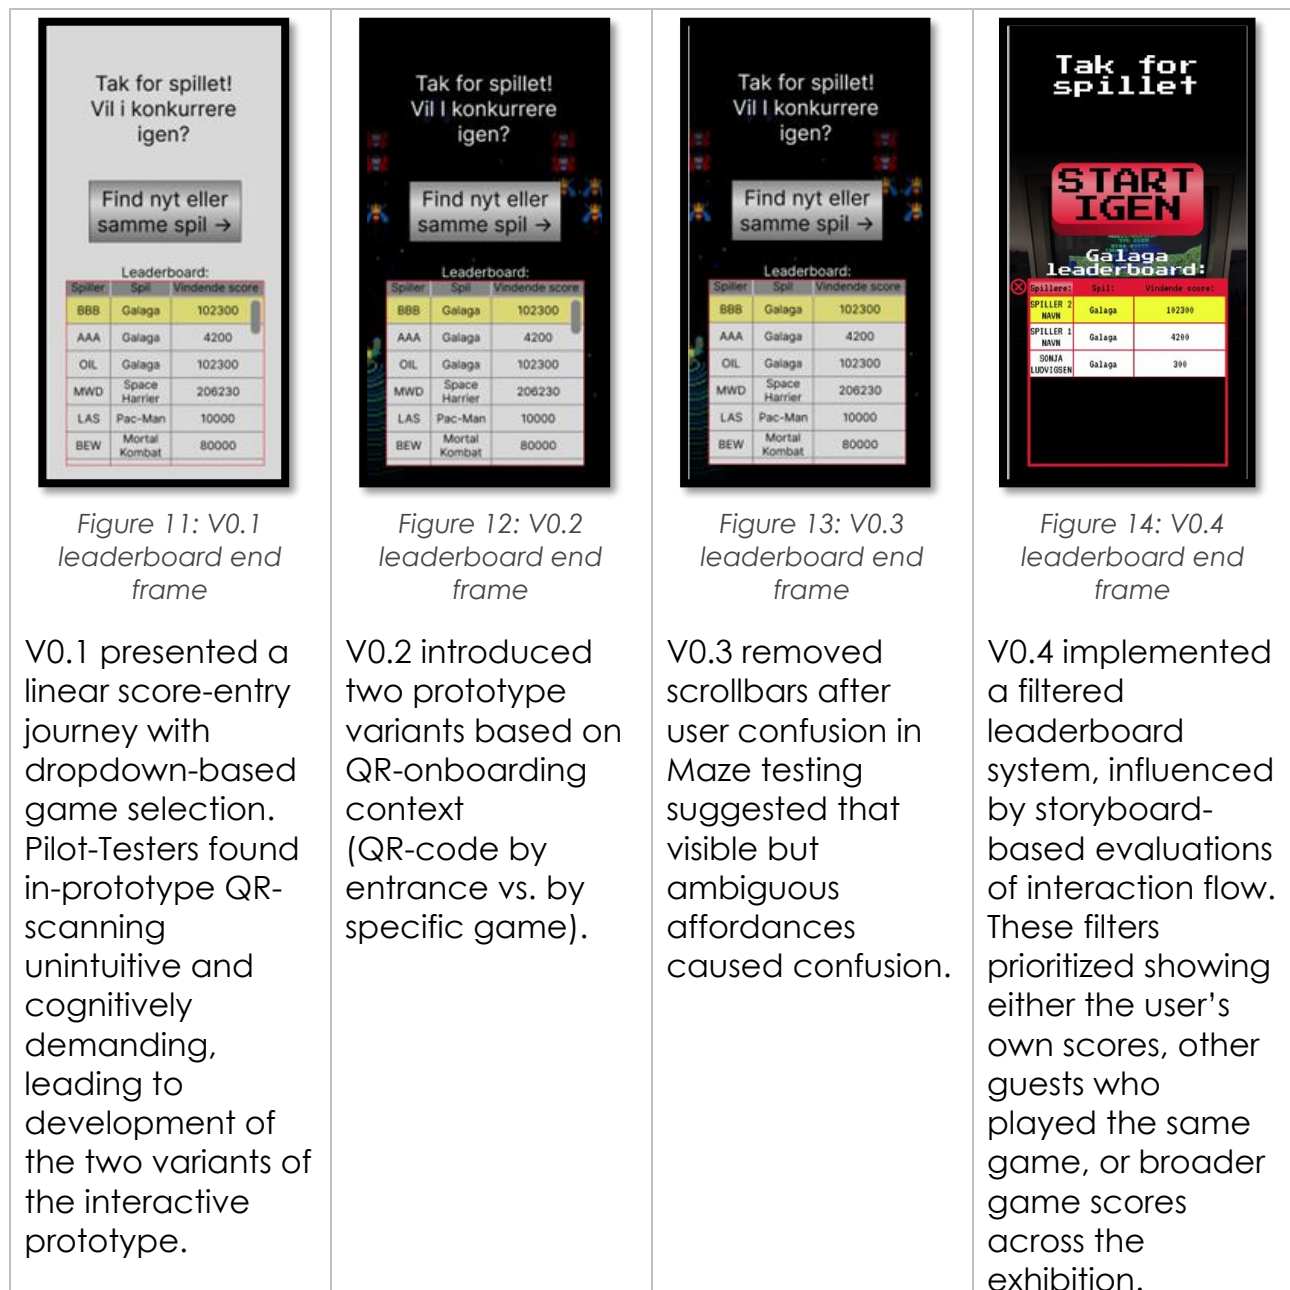 Tak for spillet!
Vil i konkurrere
igen?
Find nyt eller
samme spil →
Leaderboard:
Spiller Spil Vindende score
BBB Galaga 102300
AAA Galaga 4200
OIL Galaga 102300
MWD Space Harrier 206230
LAS Pac-Man 10000
BEW Mortal Kombat 80000
Figure 11: V0.1
leaderboard end
frame
V0.1 presented a
linear score-entry
journey with
dropdown-based
game selection.
Pilot-Testers found
in-prototype QR-
scanning
unintuitive and
cognitively
demanding,
leading to
development of
the two variants of
the interactive
prototype.
Tak for spillet!
Vil I konkurrere
igen?
Find nyt eller
samme spil →
Leaderboard:
Spiller Spil Vindende score
BBB Galaga 102300
AAA Galaga 4200
OIL Galaga 102300
MWD Space Harrier 206230
LAS Pac-Man 10000
BEW Mortal Kombat 80000
Figure 12: V0.2
leaderboard end
frame
V0.2 introduced
two prototype
variants based on
QR-onboarding
context
(QR-code by
entrance vs. by
specific game).
Tak for spillet!
Vil I konkurrere
igen?
Find nyt eller
samme spil →
Leaderboard:
Spiller Spil Vindende score
BBB Galaga 102300
AAA Galaga 4200
OIL Galaga 102300
MWD Space Harrier 206230
LAS Pac-Man 10000
BEW Mortal Kombat 80000
Figure 13: V0.3
leaderboard end
frame
V0.3 removed
scrollbars after
user confusion in
Maze testing
suggested that
visible but
ambiguous
affordances
caused confusion.
Tak for
spillet
START
IGEN
Galaga
leaderboard:
Spillere: Spil: Vindende score:
SPILLER 2 NAVN Galaga 102300
SPILLER 1 NAVN Galaga 4200
SONJA LUDVIGSEN Galaga 300
Figure 14: V0.4
leaderboard end
frame
V0.4 implemented
a filtered
leaderboard
system, influenced
by storyboard-
based evaluations
of interaction flow.
These filters
prioritized showing
either the user's
own scores, other
guests who
played the same
game, or broader
game scores
across the
exhibition.